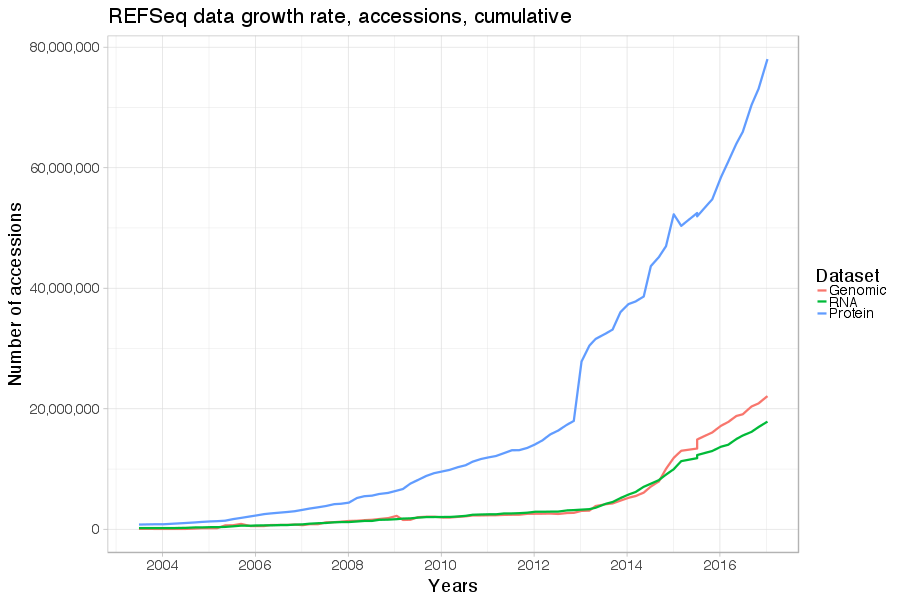 REFSeq data growth rate, accessions, cumulative
80,000,000
60,000,000
40,000,000
20,000,000
0
Number of accessions
2004 2006 2008 2010 2012 2014 2016
Years
Dataset
Genomic
RNA
Protein